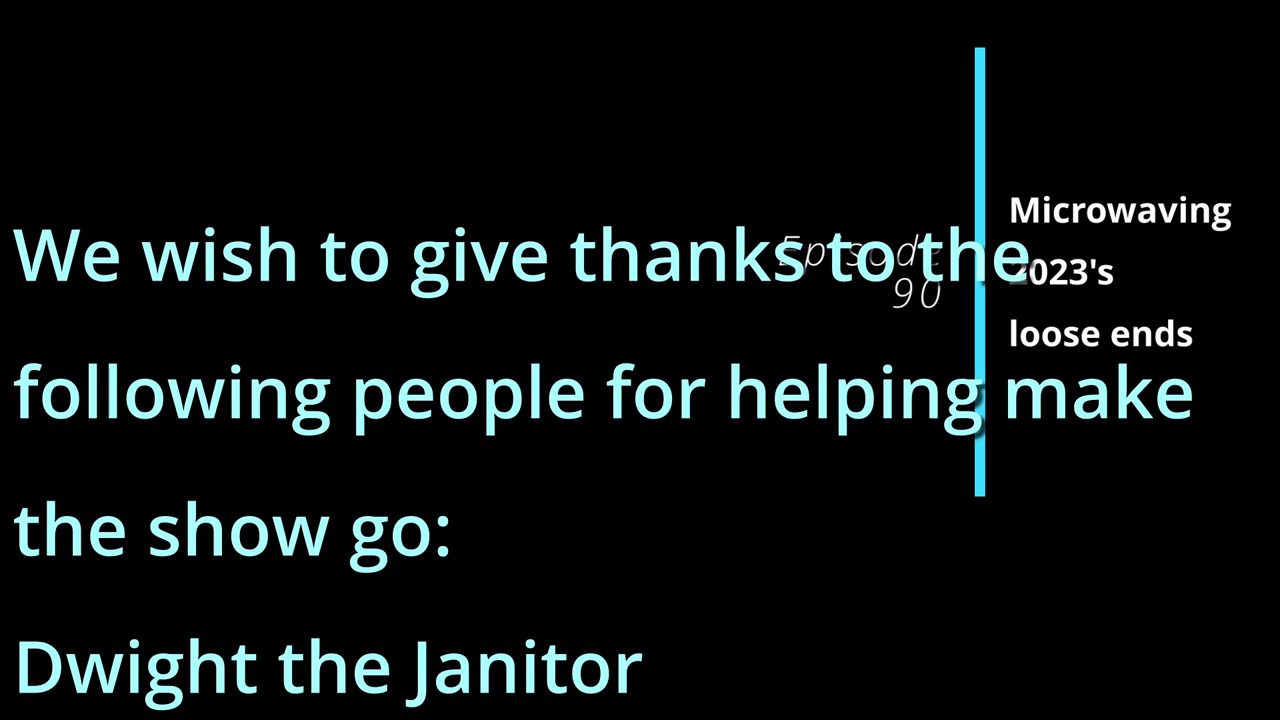 We wish to give thanks to the
following people for helping make
the show go:
Dwight the Janitor
Episode
90
Microwaving
2023's
loose ends